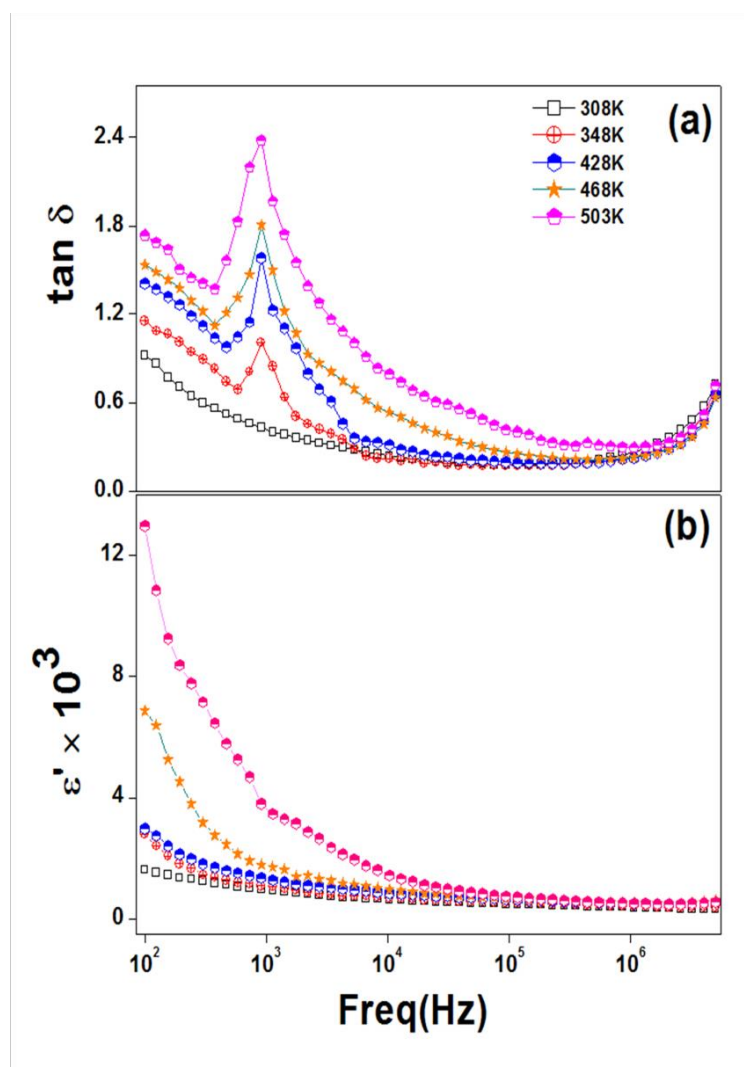 (a)
308K
348K
428K
468K
503K
2.4
1.8
1.2
0.6
0.0
tan δ
(b)
12
8
4
0
ε' × 10³
10² 10³ 10⁴ 10⁵ 10⁶
Freq(Hz)